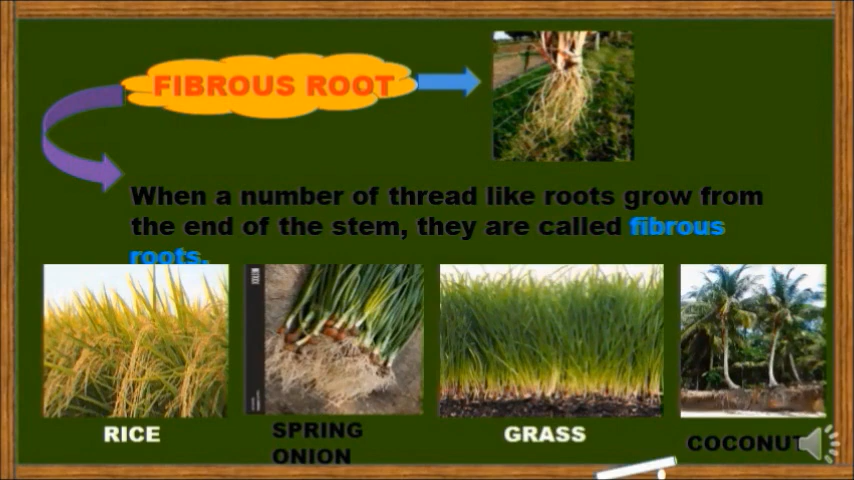 FIBROUS ROOT
When a number of thread like roots grow from
the end of the stem, they are called fibrous
roots.
RICE
SPRING
ONION
GRASS
COCONUT